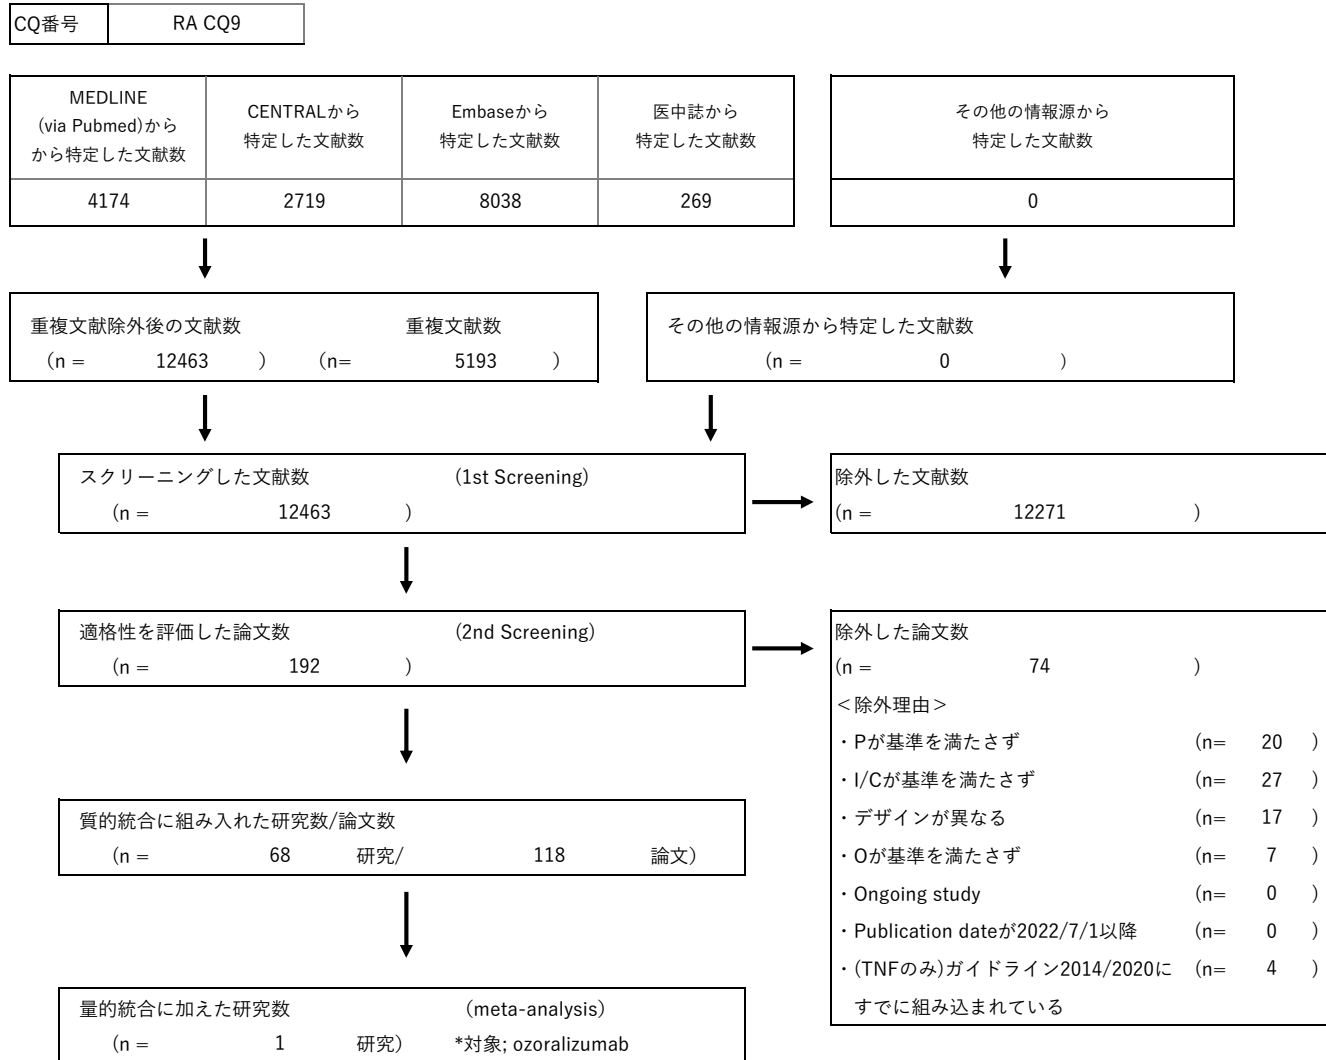 CQ番号 RA CQ9
MEDLINE
(via Pubmed)から
から特定した文献数
CENTRALから
特定した文献数
Embaseから
特定した文献数
医中誌から
特定した文献数
その他の情報源から
特定した文献数
4174 2719 8038 269 0
重複文献除外後の文献数 重複文献数
(n = 12463 ) (n= 5193 )
その他の情報源から特定した文献数
(n = 0 )
スクリーニングした文献数 (1st Screening)
(n = 12463 )
除外した文献数
(n = 12271 )
適格性を評価した論文数 (2nd Screening)
(n = 192 )
除外した論文数
(n = 74 )
＜除外理由＞
・Pが基準を満たさず (n= 20 )
・I/Cが基準を満たさず (n= 27 )
・デザインが異なる (n= 17 )
・Oが基準を満たさず (n= 7 )
・Ongoing study (n= 0 )
・Publication dateが2022/7/1以降 (n= 0 )
・(TNFのみ)ガイドライン2014/2020に (n= 4 )
すでに組み込まれている
質的統合に組み入れた研究数/論文数
(n = 68 研究/ 118 論文)
量的統合に加えた研究数 (meta-analysis)
(n = 1 研究) *対象; ozoralizumab